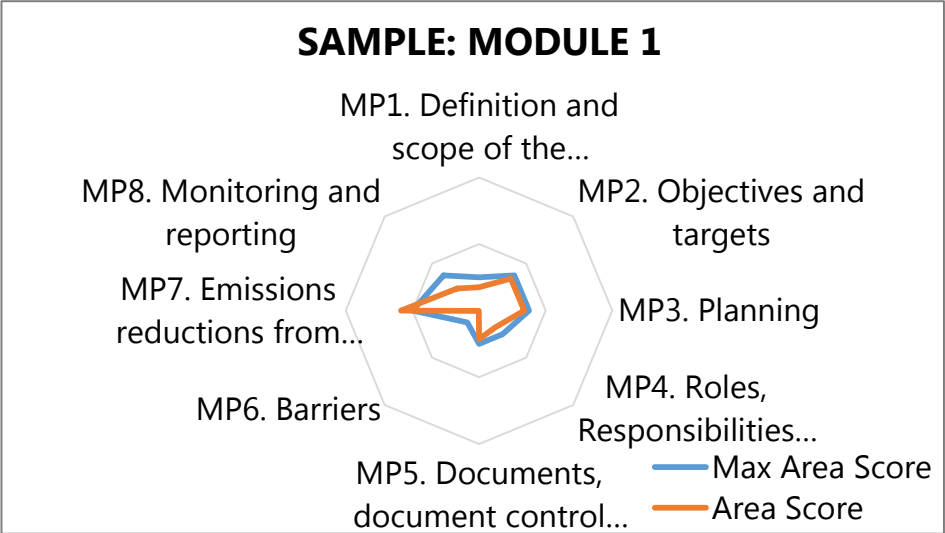 SAMPLE: MODULE 1
MP1. Definition and
scope of the...
MP2. Objectives and
targets
MP3. Planning
MP4. Roles,
Responsibilities...
MP5. Documents,
document control...
MP6. Barriers
MP7. Emissions
reductions from...
MP8. Monitoring and
reporting
Max Area Score
Area Score